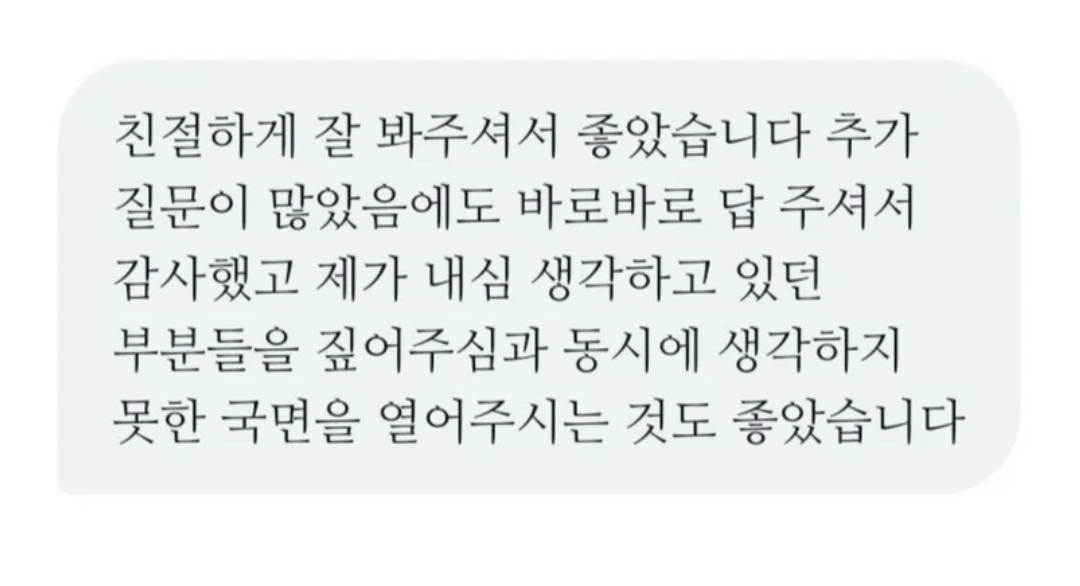 친절하게 잘 봐주셔서 좋았습니다 추가
질문이 많았음에도 바로바로 답 주셔서
감사했고 제가 내심 생각하고 있던
부분들을 짚어주심과 동시에 생각하지
못한 국면을 열어주시는 것도 좋았습니다